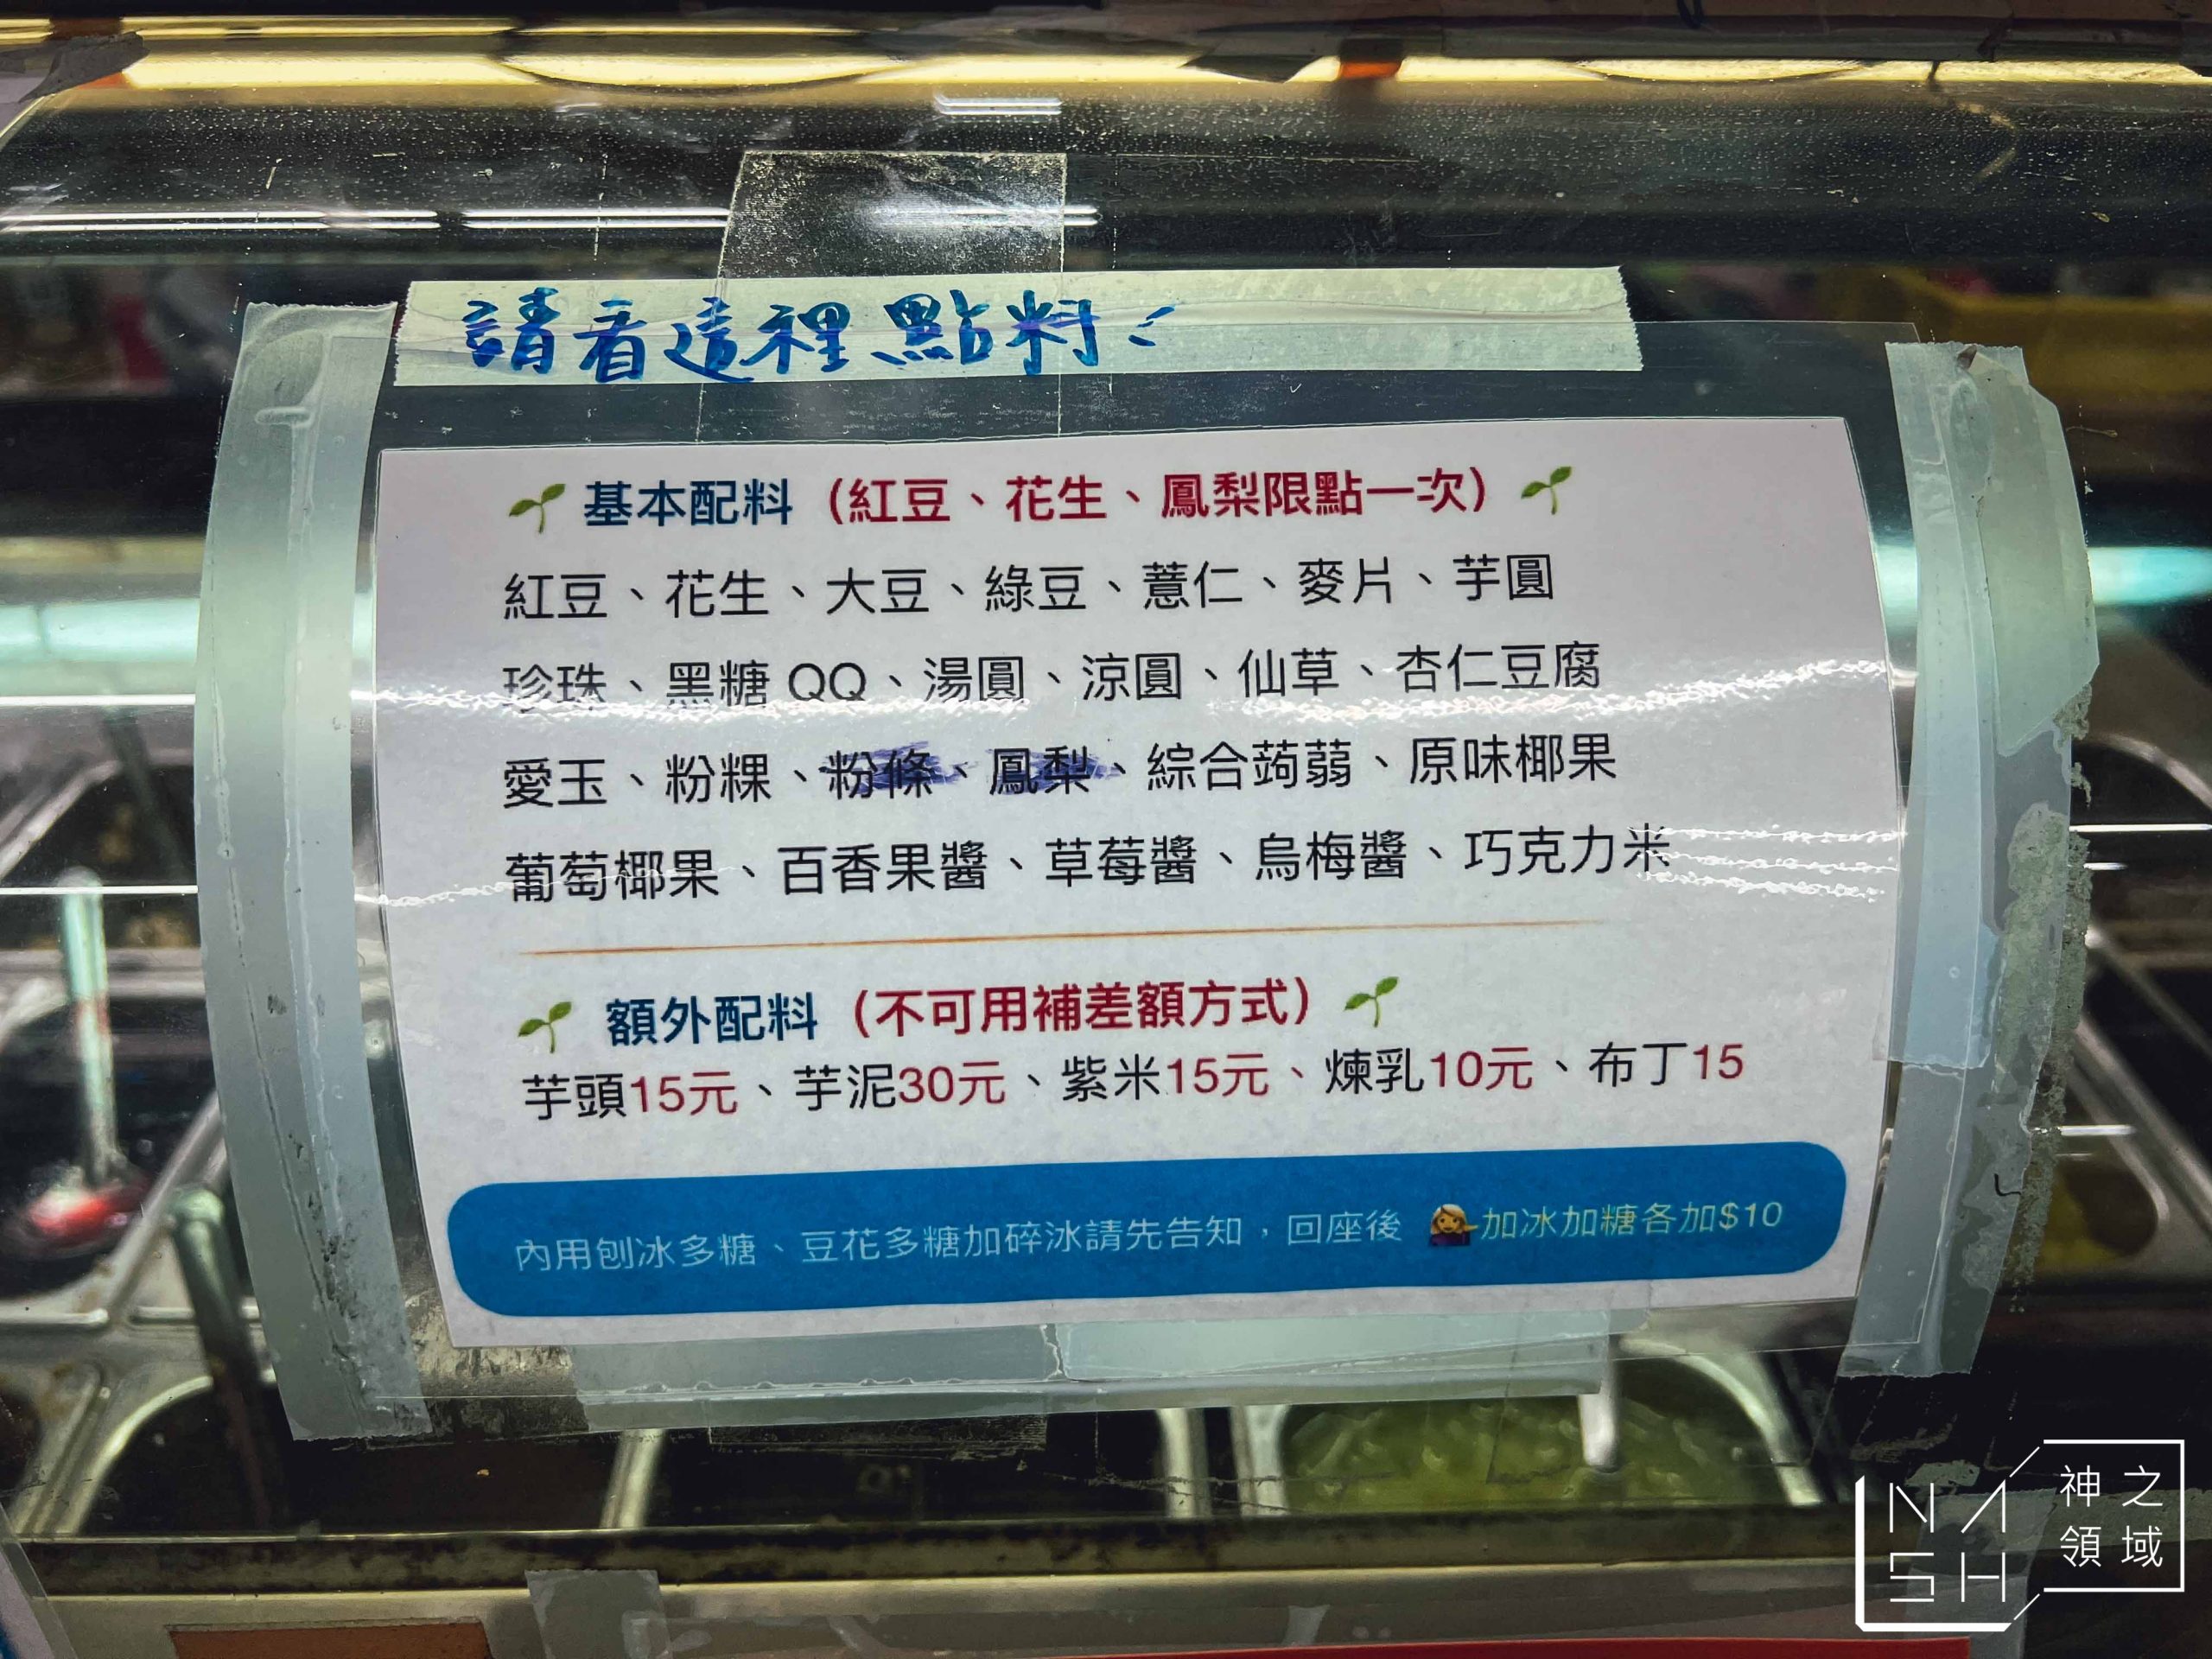 請看這裡點料:
基本配料（紅豆、花生、鳳梨限點一次）
紅豆、花生、大豆、綠豆、薏仁、麥片、芋圓
珍珠、黑糖 QQ、湯圓、涼圓、仙草、杏仁豆腐
愛玉、粉粿、粉條、鳳梨、綜合蒟蒻、原味椰果
葡萄椰果、百香果醬、草莓醬、烏梅醬、巧克力米
額外配料（不可用補差額方式）
芋頭15元、芋泥30元、紫米15元、煉乳10元、布丁15
內用刨冰多糖、豆花多糖加碎冰請先告知，回座後 加冰加糖各加$10
NASH
神之領域